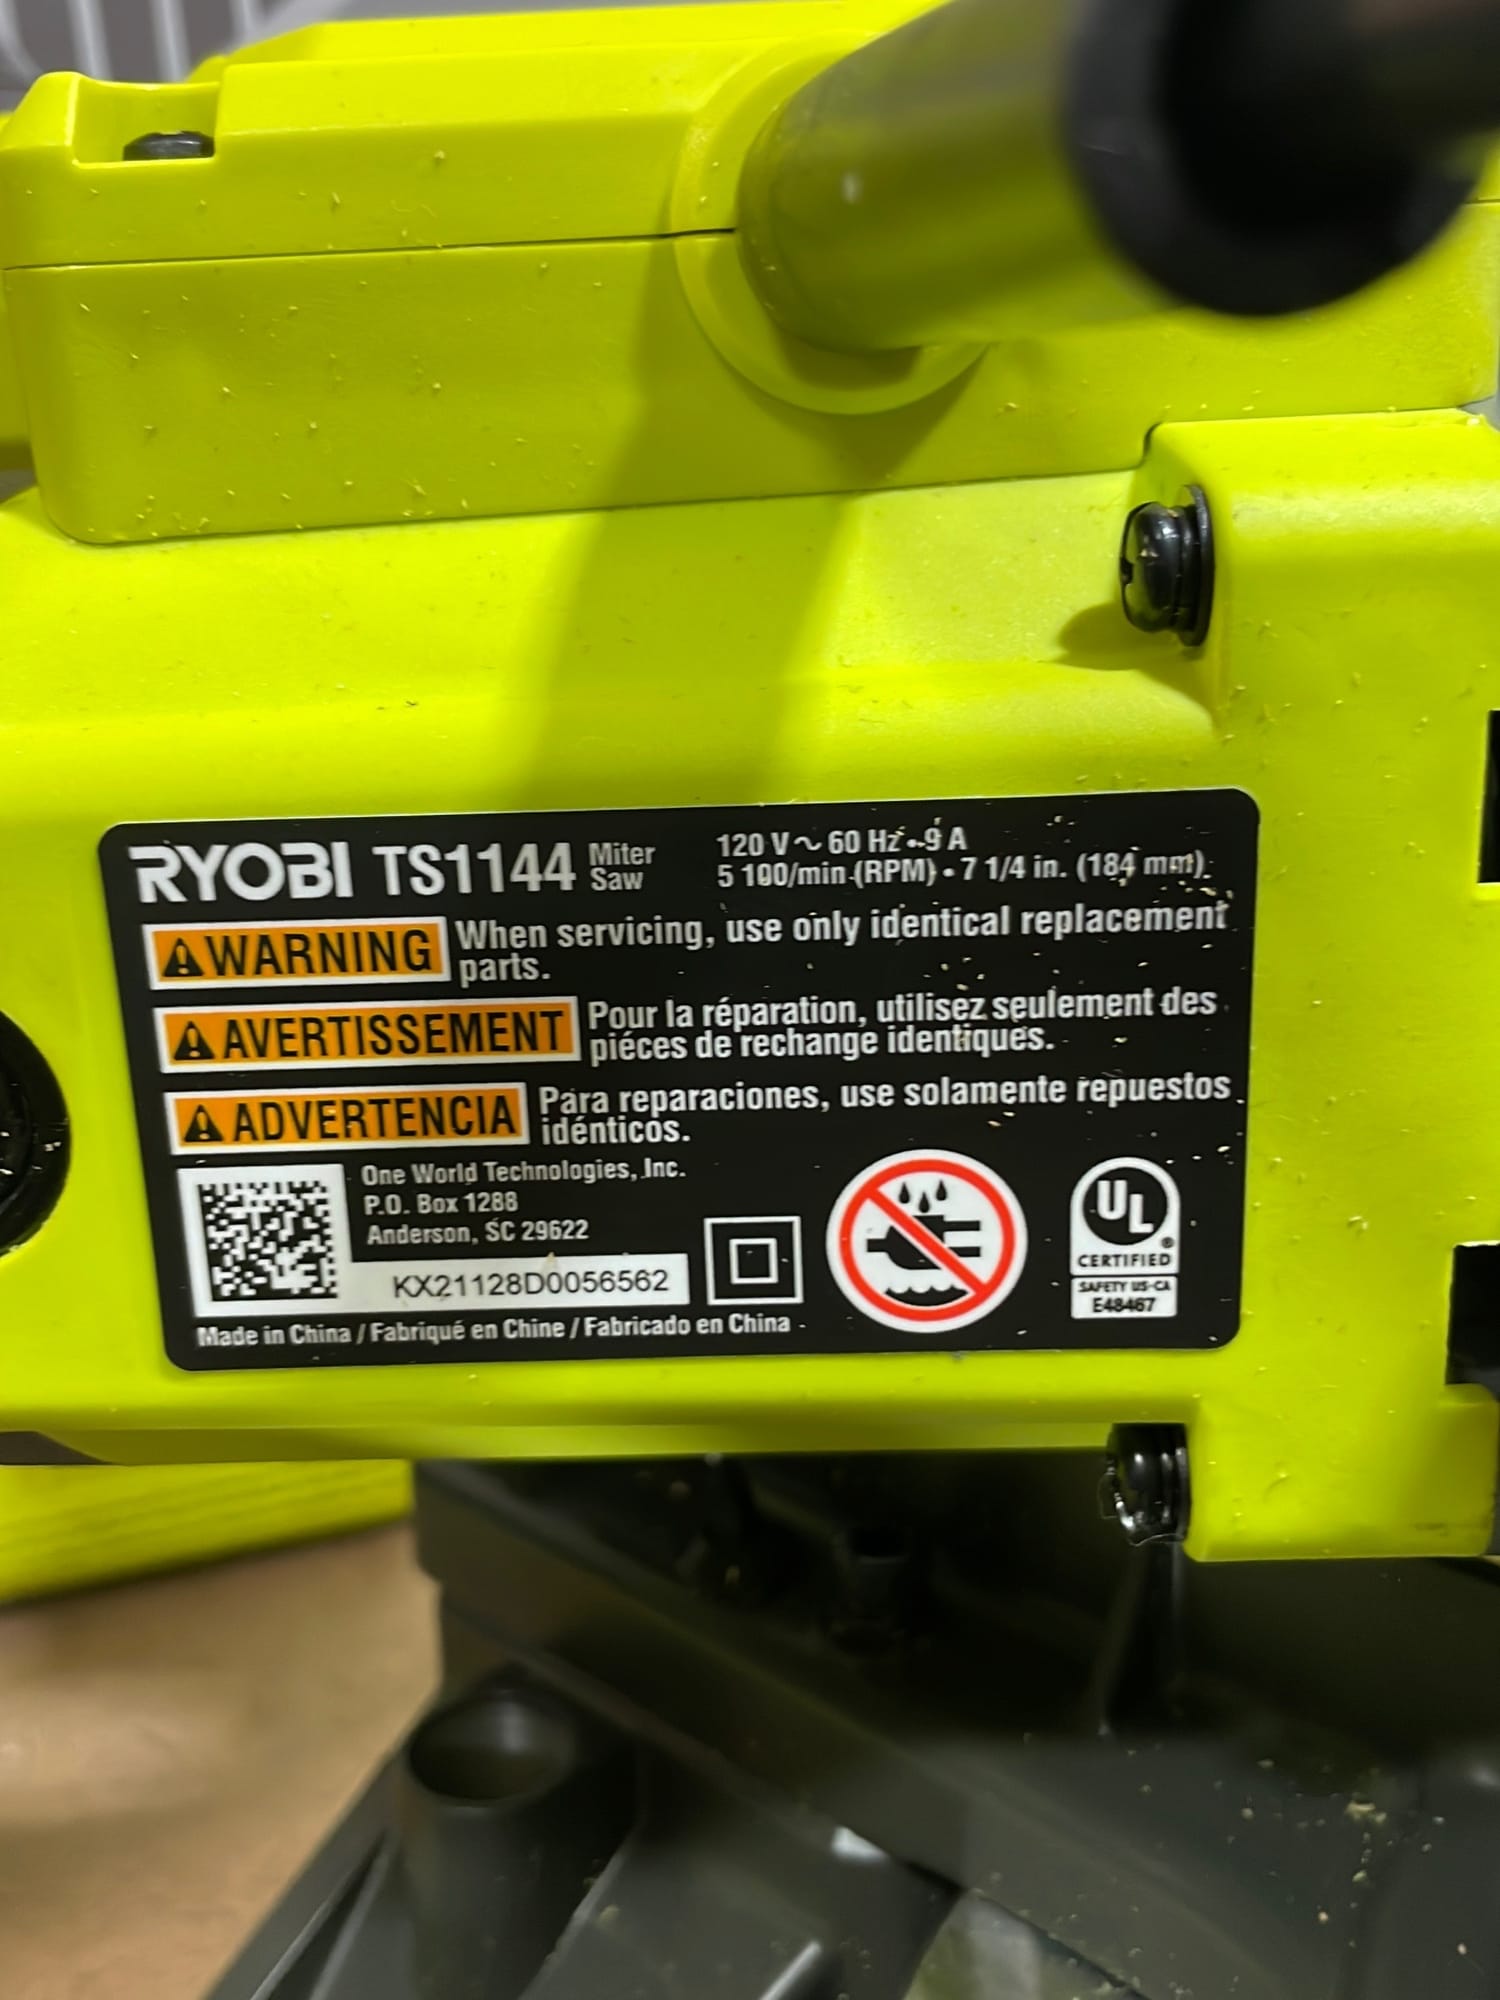 RYOBI TS1144 Miter Saw
120 V ~ 60 Hz • 9 A
5 100/min (RPM) • 7 1/4 in. (184 mm)
WARNING When servicing, use only identical replacement
parts.
AVERTISSEMENT Pour la réparation, utilisez seulement des
piéces de rechange identiques.
ADVERTENCIA Para reparaciones, use solamente repuestos
idénticos.
One World Technologies, Inc.
P.O. Box 1288
Anderson, SC 29622
KX21128D0056562
Made in China / Fabriqué en Chine / Fabricado en China
UL
®
CERTIFIED
SAFETY US-CA
E48467